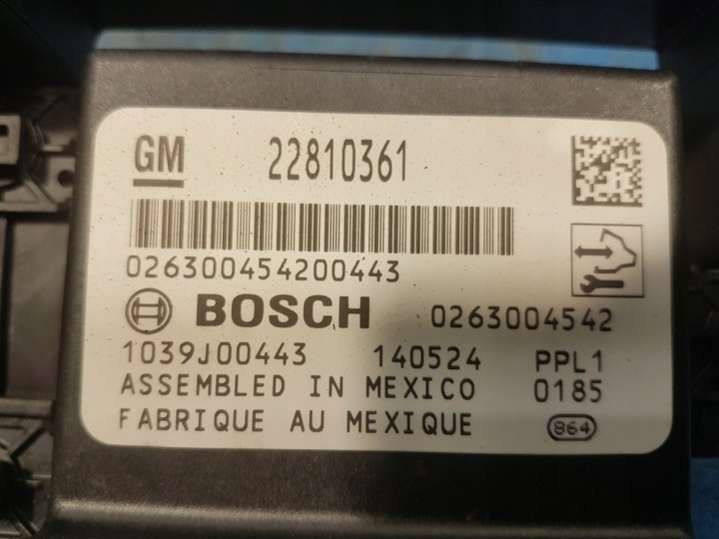 GM 22810361
026300454200443
BOSCH 0263004542
1039J00443 140524 PPL1
ASSEMBLED IN MEXICO 0185
FABRIQUE AU MEXIQUE 864